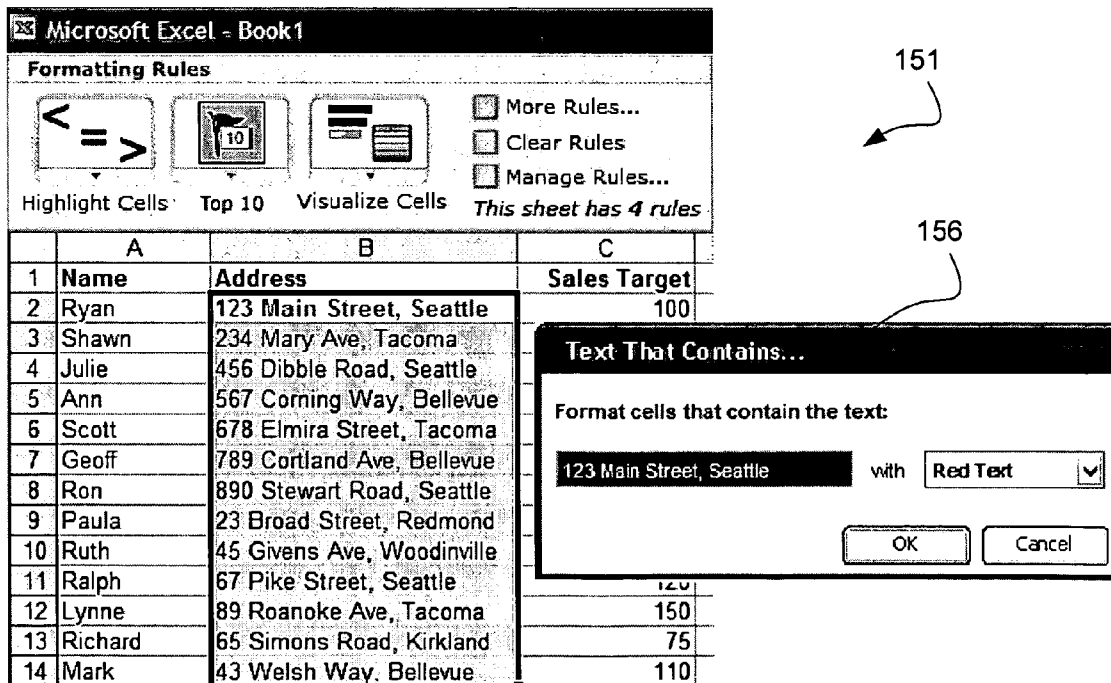 Microsoft Excel - Book1
Formatting Rules
< = >
10
More Rules...
Clear Rules
Manage Rules...
Highlight Cells Top 10 Visualize Cells This sheet has 4 rules
151
156
A B C
1 Name Address Sales Target
2 Ryan 123 Main Street, Seattle 100
3 Shawn 234 Mary Ave, Tacoma
4 Julie 456 Dibble Road, Seattle
5 Ann 567 Corning Way, Bellevue
6 Scott 678 Elmira Street, Tacoma
7 Geoff 789 Cortland Ave, Bellevue
8 Ron 890 Stewart Road, Seattle
9 Paula 23 Broad Street, Redmond
10 Ruth 45 Givens Ave, Woodinville
11 Ralph 67 Pike Street, Seattle
12 Lynne 89 Roanoke Ave, Tacoma 150
13 Richard 65 Simons Road, Kirkland 75
14 Mark 43 Welsh Way, Bellevue 110
Text That Contains...
Format cells that contain the text:
123 Main Street, Seattle with Red Text
OK Cancel